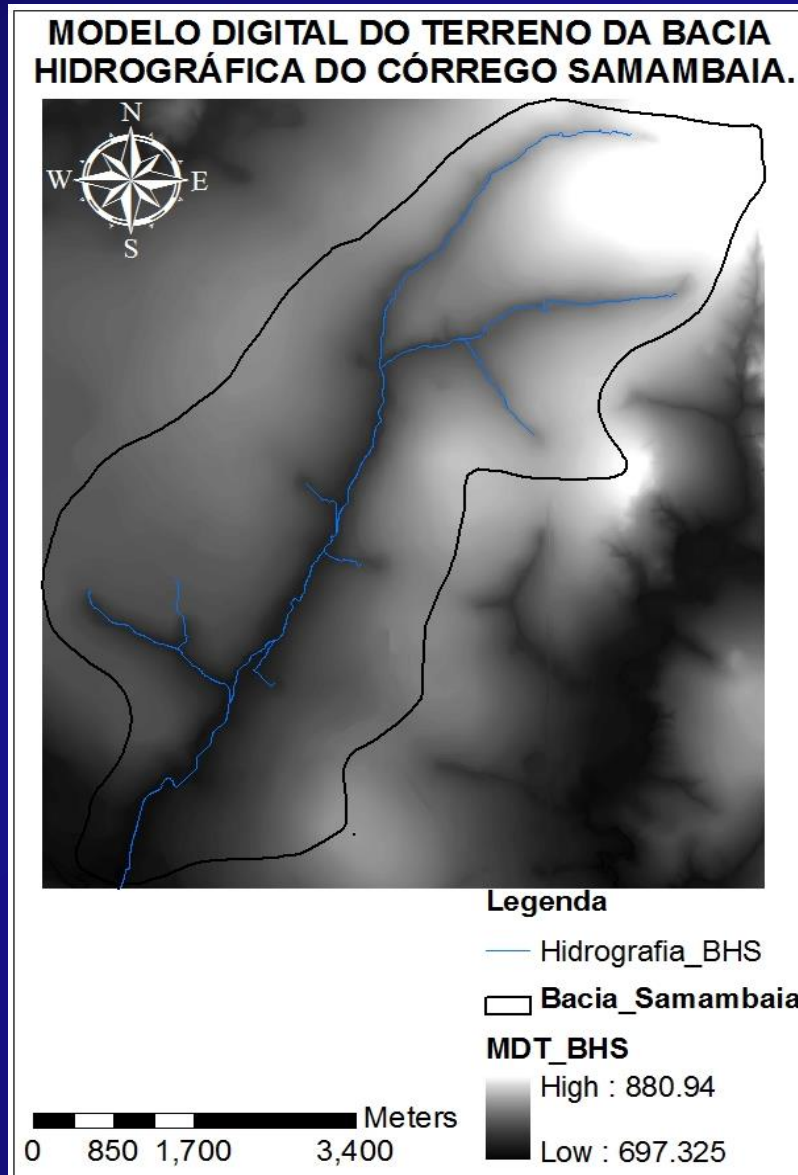 MODELO DIGITAL DO TERRENO DA BACIA
HIDROGRÁFICA DO CÓRREGO SAMAMBAIA.
N
W E
S
Legenda
Hidrografia_BHS
Bacia_Samambaia
MDT_BHS
High : 880.94
Low : 697.325
Meters
0 850 1,700 3,400